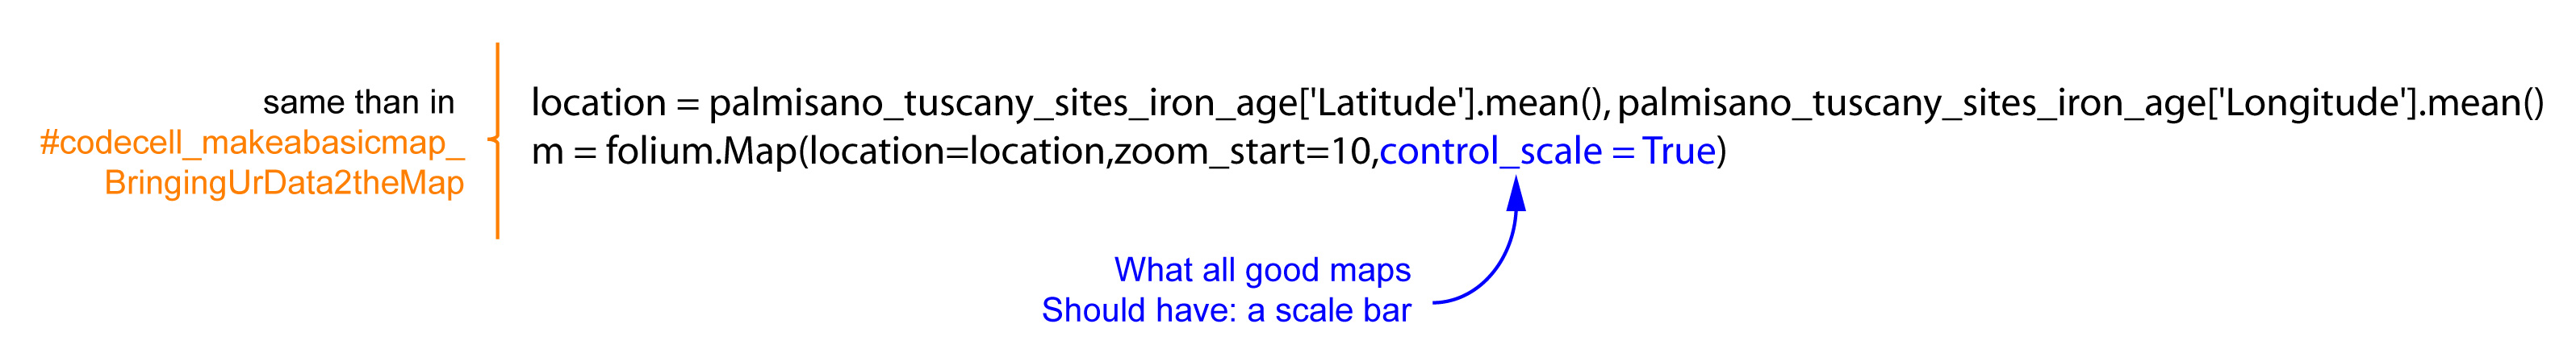 same than in
#codecell_makeabasicmap_
BringingUrData2theMap
location = palmisano_tuscany_sites_iron_age['Latitude'].mean(), palmisano_tuscany_sites_iron_age['Longitude'].mean()
m = folium.Map(location=location,zoom_start=10,control_scale = True)
What all good maps
Should have: a scale bar